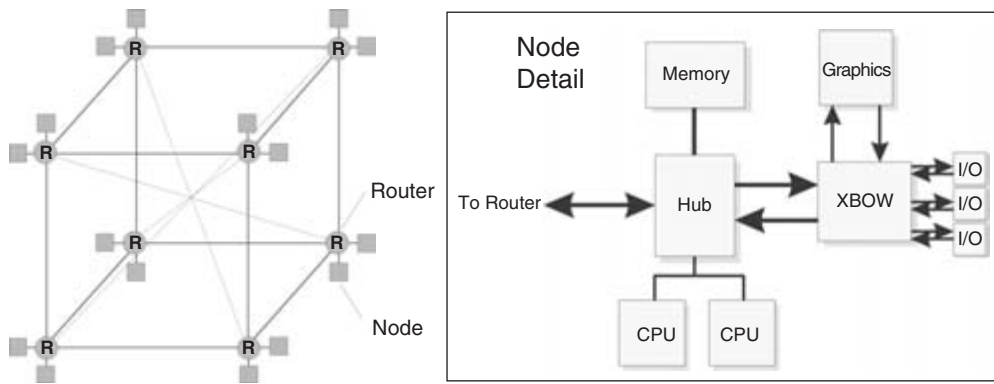 R
R
R
R
Router
R
R
Node
R
R
Node
Detail
Memory
Graphics
To Router
Hub
XBOW
I/O
I/O
I/O
CPU
CPU